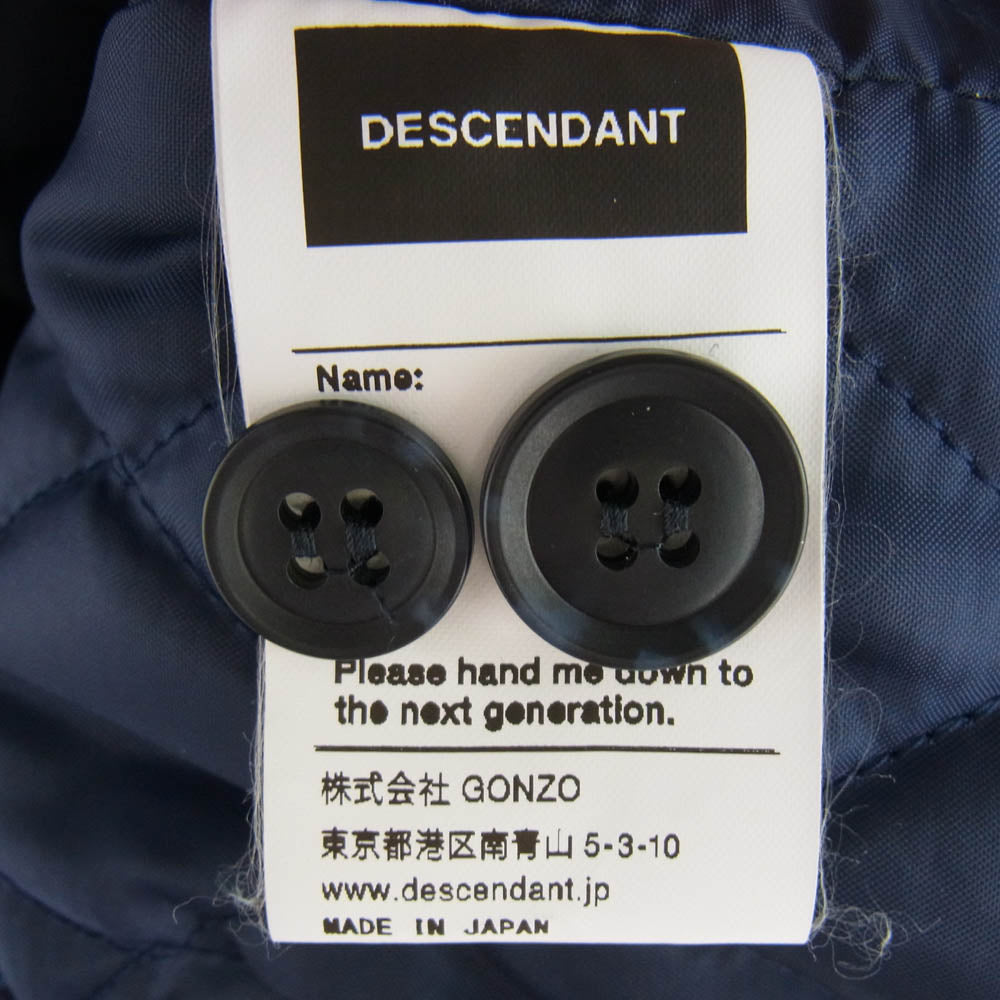 DESCENDANT
Name:
Please hand me down to
the next generation.
株式会社 GONZO
東京都港区南青山 5-3-10
www.descendant.jp
MADE IN JAPAN